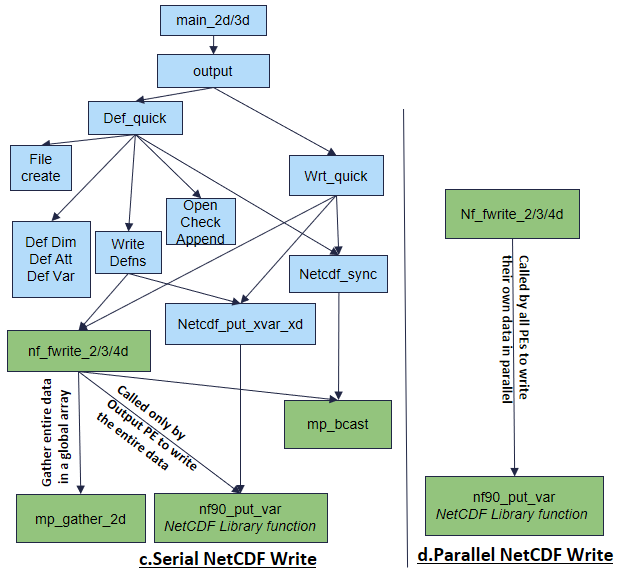 main_2d/3d
output
Def_quick
File
create
Wrt_quick
Open
Check
Append
Def Dim
Def Att
Def Var
Write
Defns
Netcdf_sync
Netcdf_put_xvar_xd
nf_fwrite_2/3/4d
Gather entire data
in a global array
Called only by
Output PE to write
the entire data
mp_bcast
mp_gather_2d
nf90_put_var
NetCDF Library function
c.Serial NetCDF Write
Nf_fwrite_2/3/4d
Called by all PEs to write
their own data in
parallel
nf90_put_var
NetCDF Library function
d.Parallel NetCDF Write